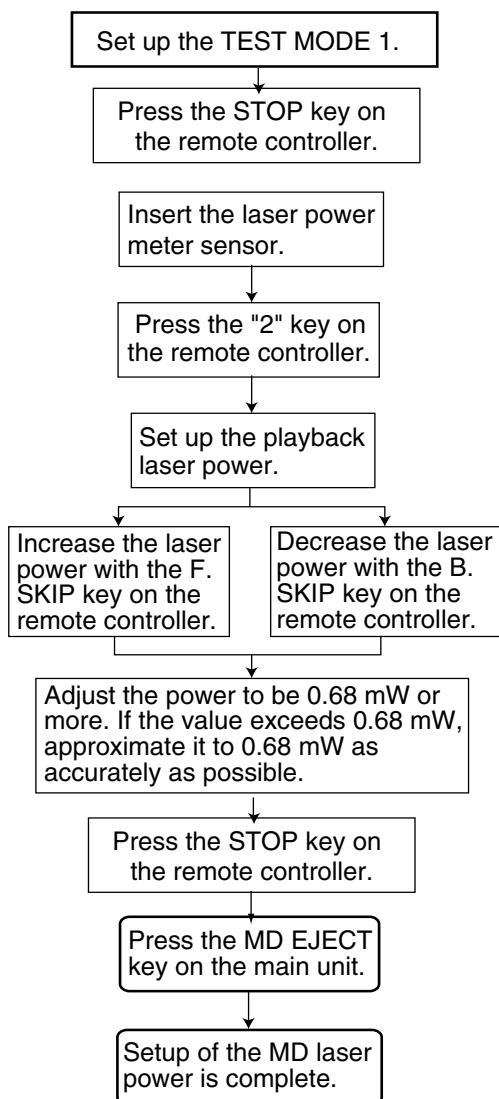 Set up the TEST MODE 1.
Press the STOP key on
the remote controller.
Insert the laser power
meter sensor.
Press the "2" key on
the remote controller.
Set up the playback
laser power.
Increase the laser
power with the F.
SKIP key on the
remote controller.
Decrease the laser
power with the B.
SKIP key on the
remote controller.
Adjust the power to be 0.68 mW or
more. If the value exceeds 0.68 mW,
approximate it to 0.68 mW as
accurately as possible.
Press the STOP key on
the remote controller.
Press the MD EJECT
key on the main unit.
Setup of the MD laser
power is complete.